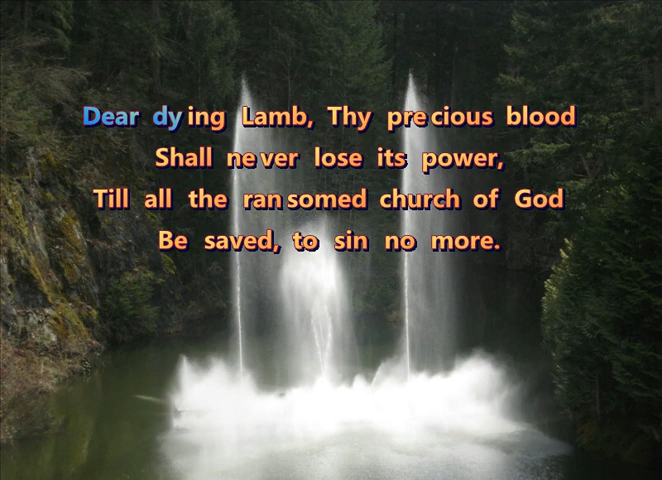 Dear dying Lamb, Thy precious blood
Shall never lose its power,
Till all the ransomed church of God
Be saved, to sin no more.